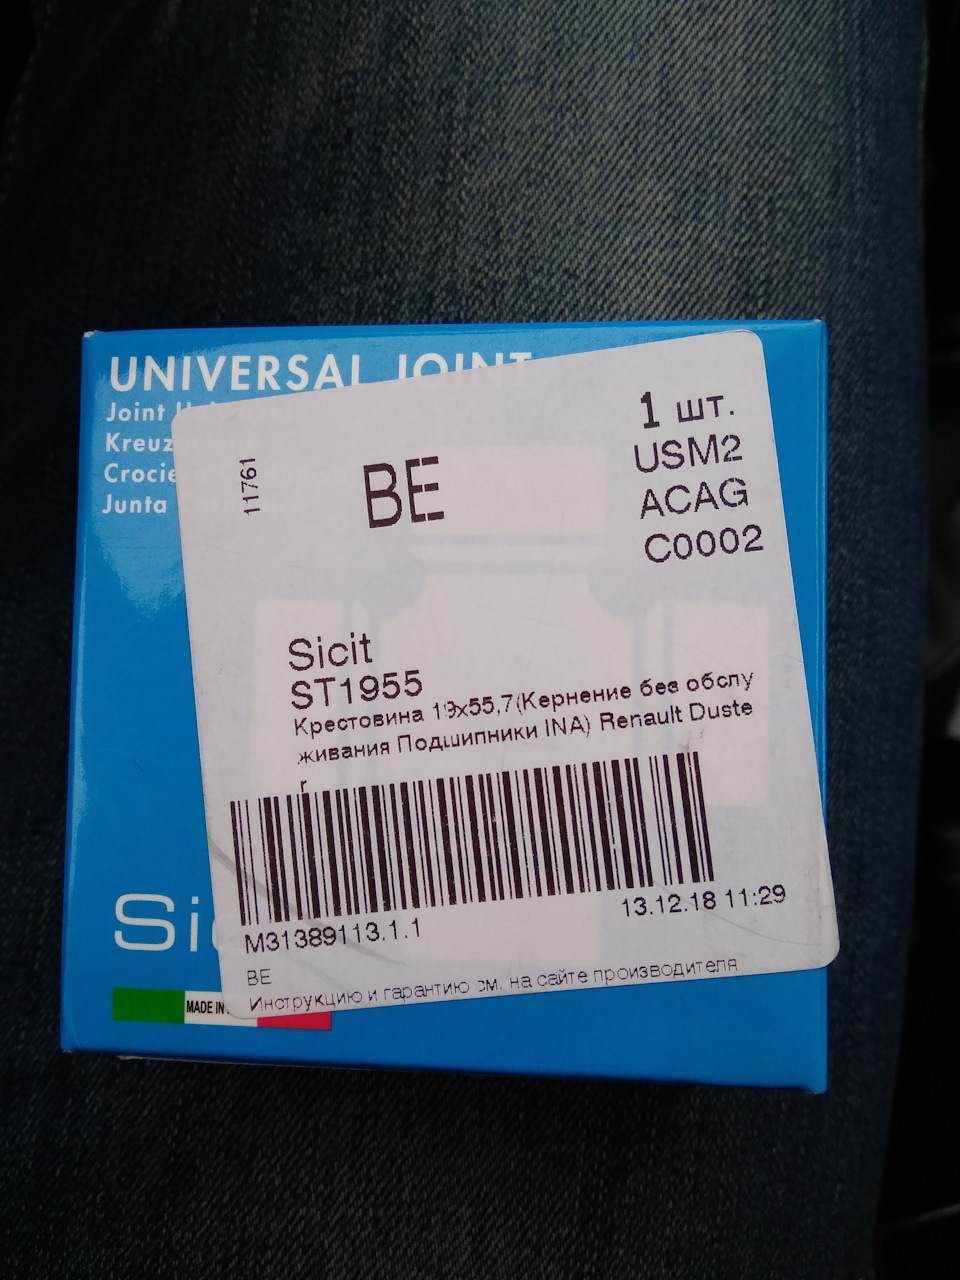 UNIVERSAL JOINT
Joint
Kreuz
Crocie
Junta
11761
BE
1 шт.
USM2
ACAG
C0002
Sicit
ST1955
Крестовина 19x55,7(Кернение без обслу
живания Подшипники INA) Renault Duste
r
M31389113.1.1
13.12.18 11:29
BE
Инструкцию и гарантию см. на сайте производителя
Sic
MADE IN